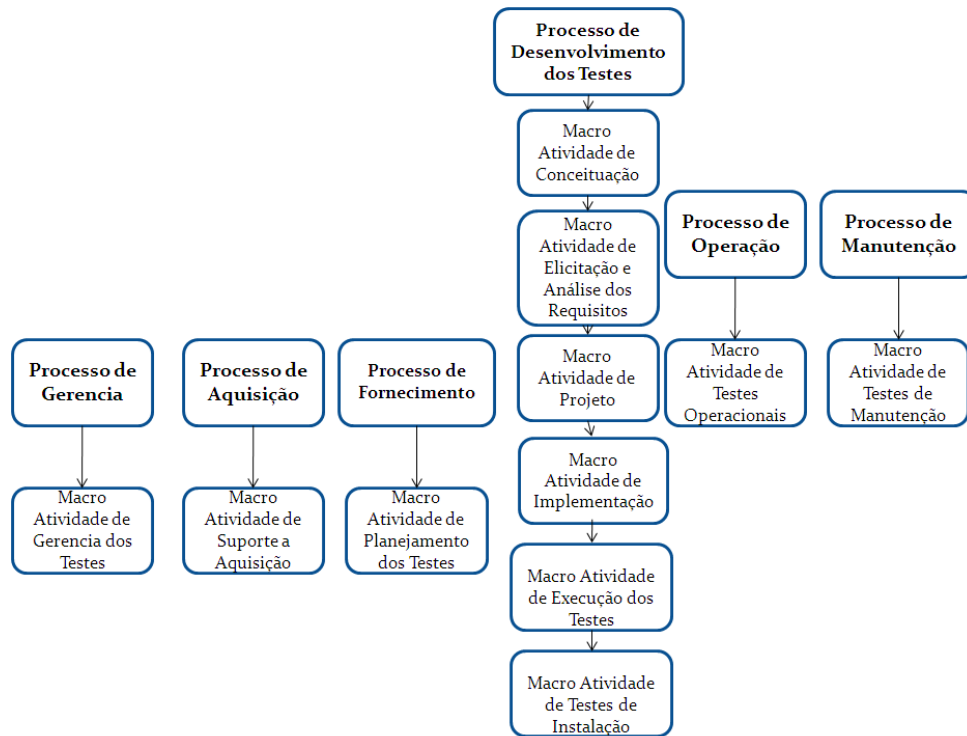 Processo de
Desenvolvimento
dos Testes
Macro
Atividade de
Conceituação
Macro
Atividade de
Elicitação e
Análise dos
Requisitos
Processo de
Operação
Processo de
Manutenção
Processo de
Gerencia
Processo de
Aquisição
Processo de
Fornecimento
Macro
Atividade de
Projeto
Macro
Atividade de
Testes
Operacionais
Macro
Atividade de
Testes de
Manutenção
Macro
Atividade de
Implementação
Macro
Atividade de
Gerencia dos
Testes
Macro
Atividade de
Suporte a
Aquisição
Macro
Atividade de
Planejamento
dos Testes
Macro Atividade
de Execução dos
Testes
Macro Atividade
de Testes de
Instalação